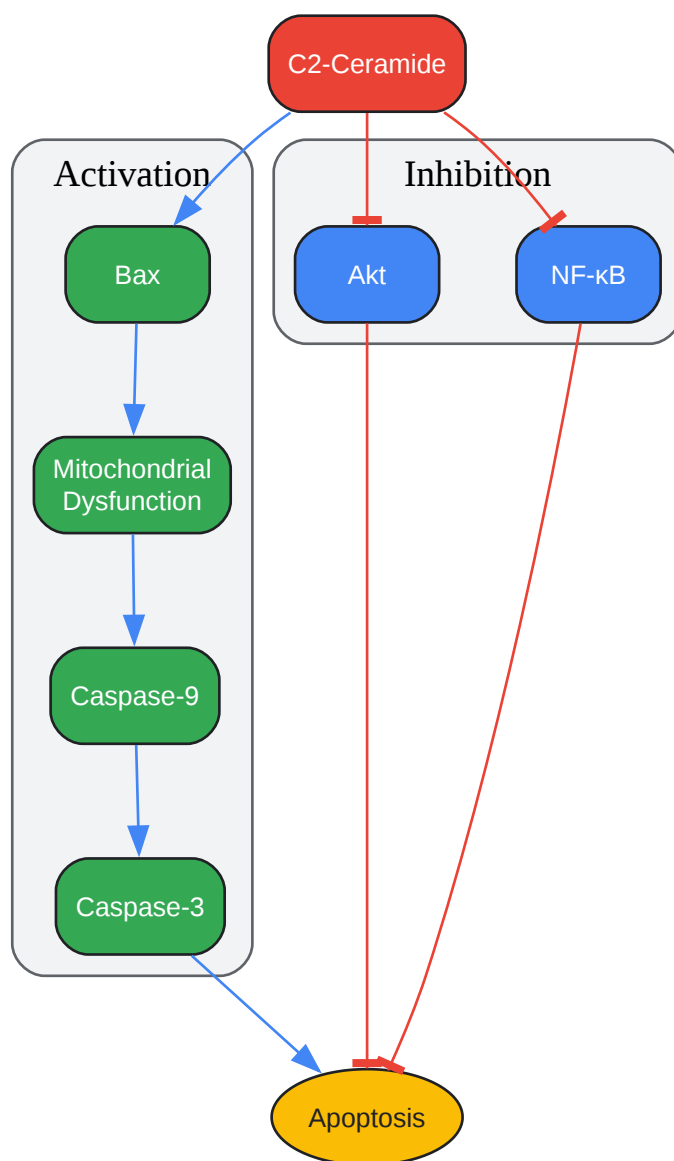 C2-Ceramide
Activation
Inhibition
Bax
Akt
NF-κB
Mitochondrial
Dysfunction
Caspase-9
Caspase-3
Apoptosis